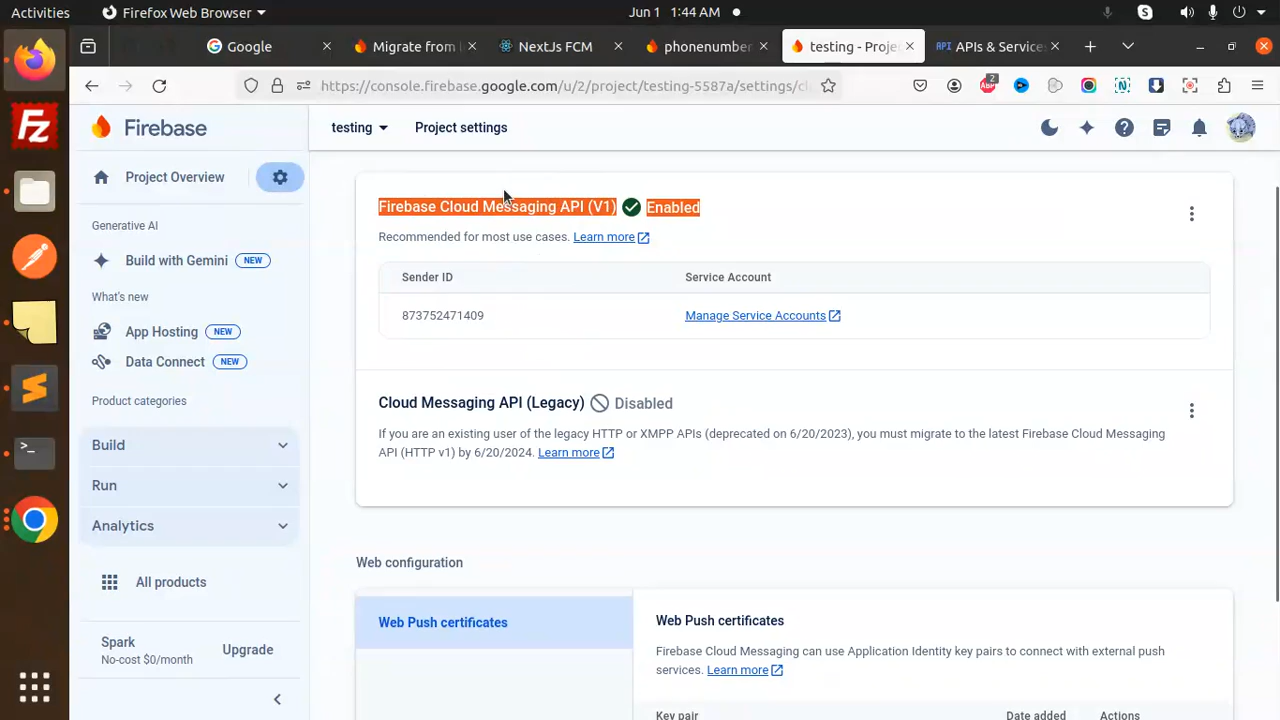 Activities
Firefox Web Browser
Jun 1 1:44 AM
Google
Migrate from
NextJs FCM
phonenumber
testing - Proje
API
APIs & Service
https://console.firebase.google.com/u/2/project/testing-5587a/settings/cl
2
ABP
N
Firebase
testing
Project settings
Project Overview
Generative AI
Build with Gemini NEW
What's new
App Hosting NEW
Data Connect NEW
Product categories
Build
Run
Analytics
All products
Spark
No-cost $0/month
Upgrade
Firebase Cloud Messaging API (V1) Enabled
Recommended for most use cases. Learn more
Sender ID Service Account
873752471409 Manage Service Accounts
Cloud Messaging API (Legacy) Disabled
If you are an existing user of the legacy HTTP or XMPP APIs (deprecated on 6/20/2023), you must migrate to the latest Firebase Cloud Messaging
API (HTTP v1) by 6/20/2024. Learn more
Web configuration
Web Push certificates
Web Push certificates
Firebase Cloud Messaging can use Application Identity key pairs to connect with external push
services. Learn more
Key pair Date added Actions